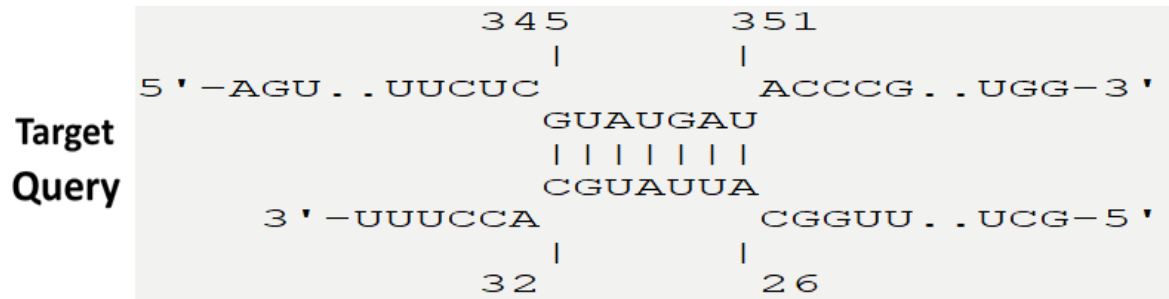 345 351
| |
5'-AGU..UUCUC ACCCG..UGG-3'
Target
GUAUGAU
| | | | | | |
Query
CGUAUUA
3'-UUUCCA CGGUU..UCG-5'
| |
32 26